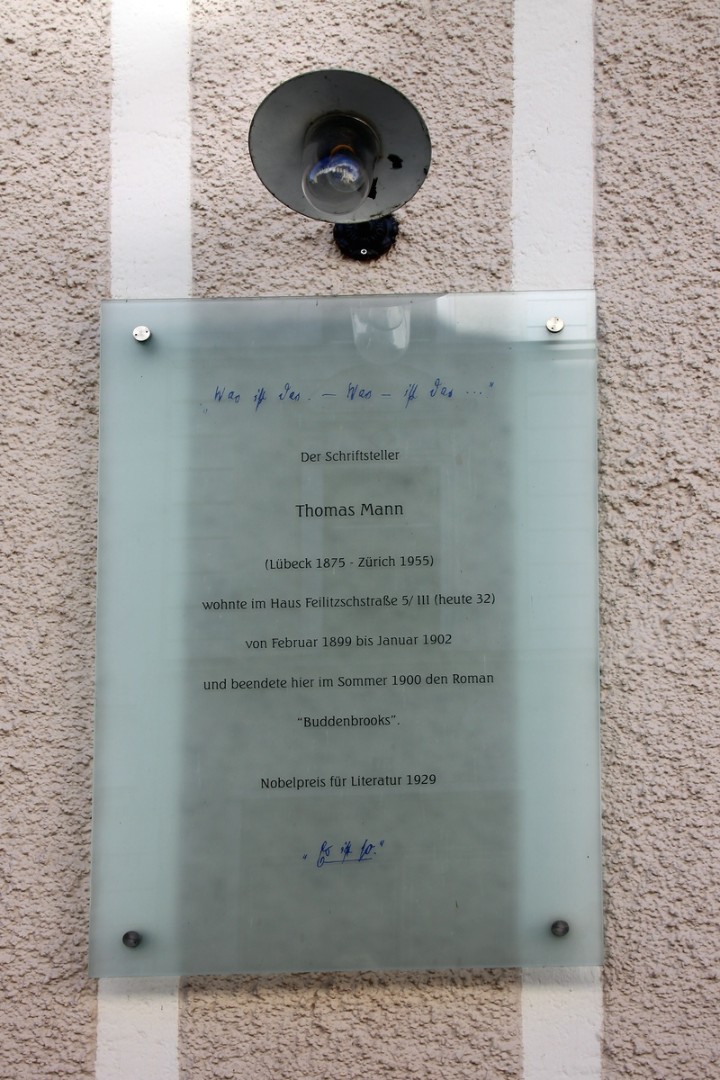 „Was ist das. – Was – ist das ..."
Der Schriftsteller
Thomas Mann
(Lübeck 1875 - Zürich 1955)
wohnte im Haus Feilitzschstraße 5/ III (heute 32)
von Februar 1899 bis Januar 1902
und beendete hier im Sommer 1900 den Roman
“Buddenbrooks”.
Nobelpreis für Literatur 1929
"Es ist so."